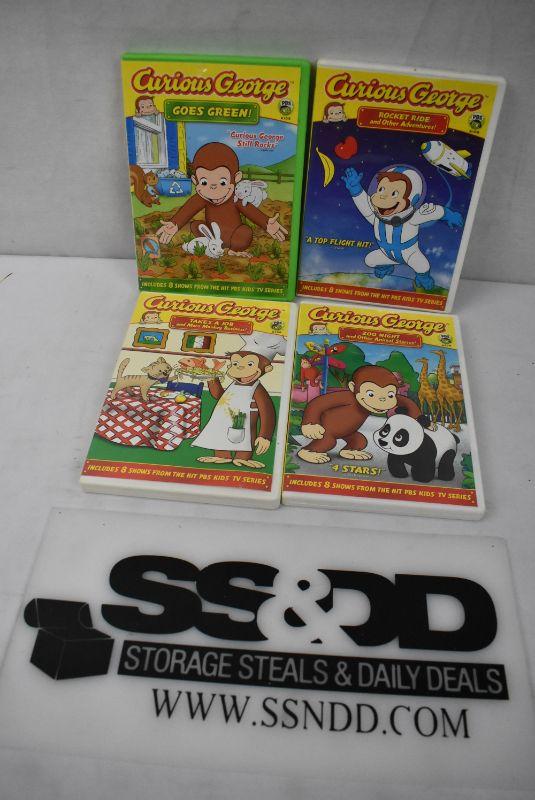 Curious George
GOES GREEN!
PBS
KIDS
"Curious George
Still Rocks"
INCLUDES 8 SHOWS FROM THE HIT PBS KIDS TV SERIES
Curious George
ROCKET RIDE
and Other Adventures!
PBS
KIDS
"A TOP FLIGHT HIT!"
INCLUDES 8 SHOWS FROM THE HIT PBS KIDS TV SERIES
Curious George
TAKES A JOB
and More Monkey Business!
INCLUDES 8 SHOWS FROM THE HIT PBS KIDS TV SERIES
Curious George
ZOO NIGHT
and Other Animal Stories!
4 STARS!
INCLUDES 8 SHOWS FROM THE HIT PBS KIDS TV SERIES
SS&DD
STORAGE STEALS & DAILY DEALS
WWW.SSNDD.COM